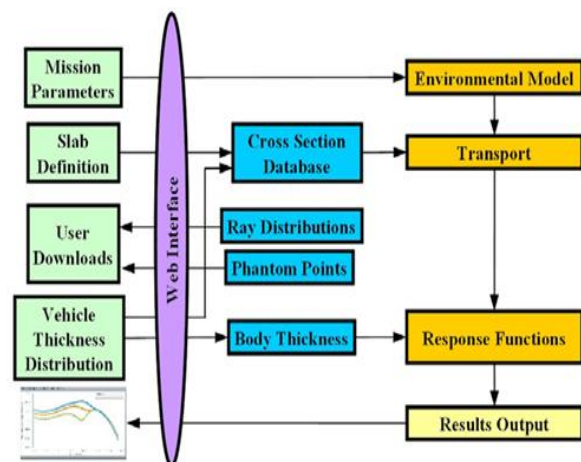 Mission
Parameters
Environmental Model
Slab
Definition
Cross Section
Database
Transport
User
Downloads
Web Interface
Ray Distributions
Phantom Points
Vehicle
Thickness
Distribution
Body Thickness
Response Functions
Results Output